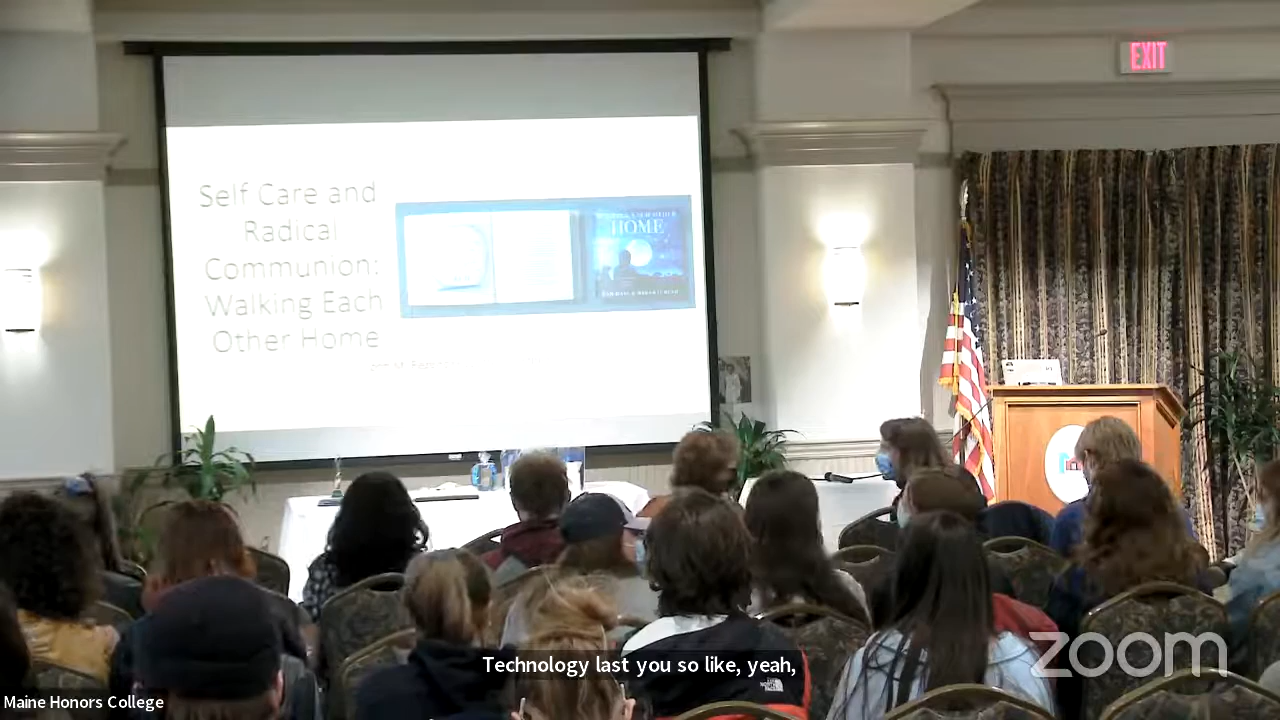 EXIT
Self Care and
Radical
Communion:
Walking Each
Other Home
HOME
zoom
Technology last you so like, yeah,
Maine Honors College